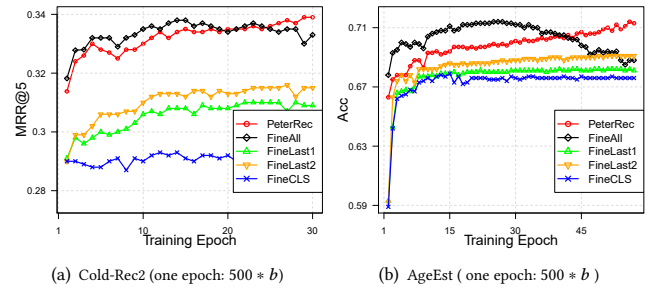 0.34
0.32
0.3
0.28
MRR@5
1
10
20
30
Training Epoch
PeterRec
FineAll
FineLast1
FineLast2
FineCLS
(a) Cold-Rec2 (one epoch: 500 * b)
0.71
0.67
0.63
0.59
Acc
1
15
30
45
Training Epoch
PeterRec
FineAll
FineLast1
FineLast2
FineCLS
(b) AgeEst ( one epoch: 500 * b )